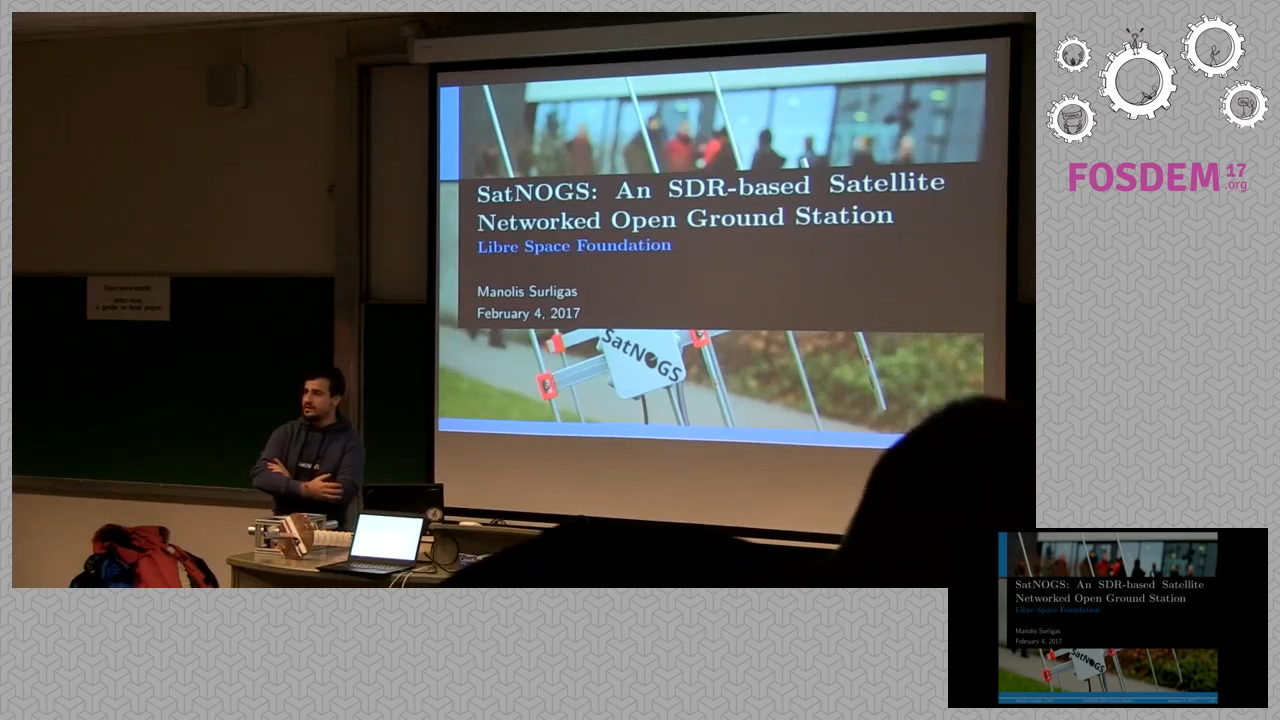 SatNOGS: An SDR-based Satellite
Networked Open Ground Station
Libre Space Foundation
Manolis Surligas
February 4, 2017
SatNOGS
FOSDEM 17
.org
SatNOGS: An SDR-based Satellite
Networked Open Ground Station
Libre Space Foundation
Manolis Surligas
February 4, 2017
SatNOGS